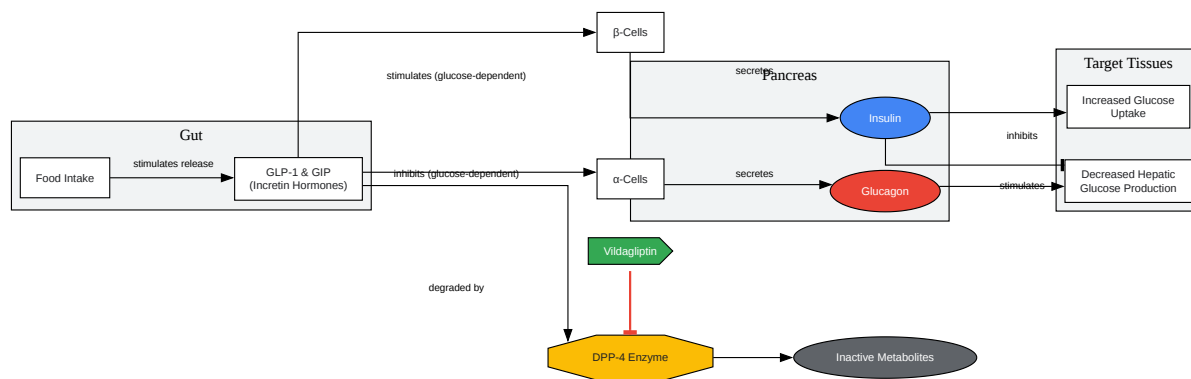 β-Cells
stimulates (glucose-dependent)
secretes
Pancreas
Target Tissues
Insulin
Increased Glucose
Uptake
inhibits
Gut
Food Intake
stimulates release
GLP-1 & GIP
(Incretin Hormones)
inhibits (glucose-dependent)
α-Cells
secretes
Glucagon
stimulates
Decreased Hepatic
Glucose Production
Vildagliptin
degraded by
DPP-4 Enzyme
Inactive Metabolites